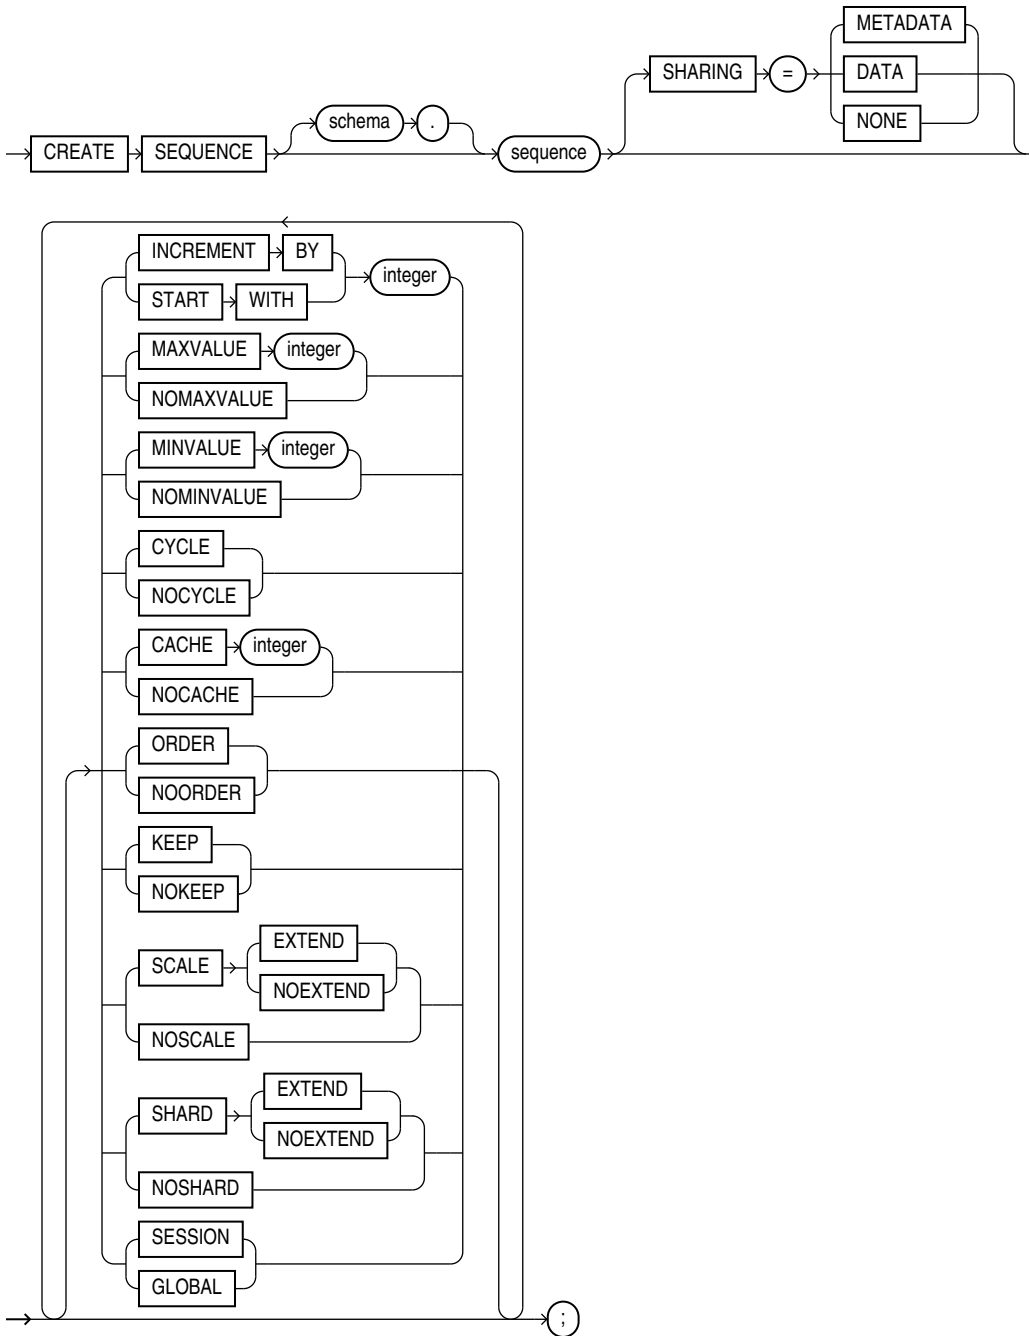 METADATA
SHARING = DATA
NONE
schema .
CREATE SEQUENCE sequence
INCREMENT BY
integer
START WITH
MAXVALUE integer
NOMAXVALUE
MINVALUE integer
NOMINVALUE
CYCLE
NOCYCLE
CACHE integer
NOCACHE
ORDER
NOORDER
KEEP
NOKEEP
EXTEND
SCALE
NOEXTEND
NOSCALE
EXTEND
SHARD
NOEXTEND
NOSHARD
SESSION
GLOBAL
;